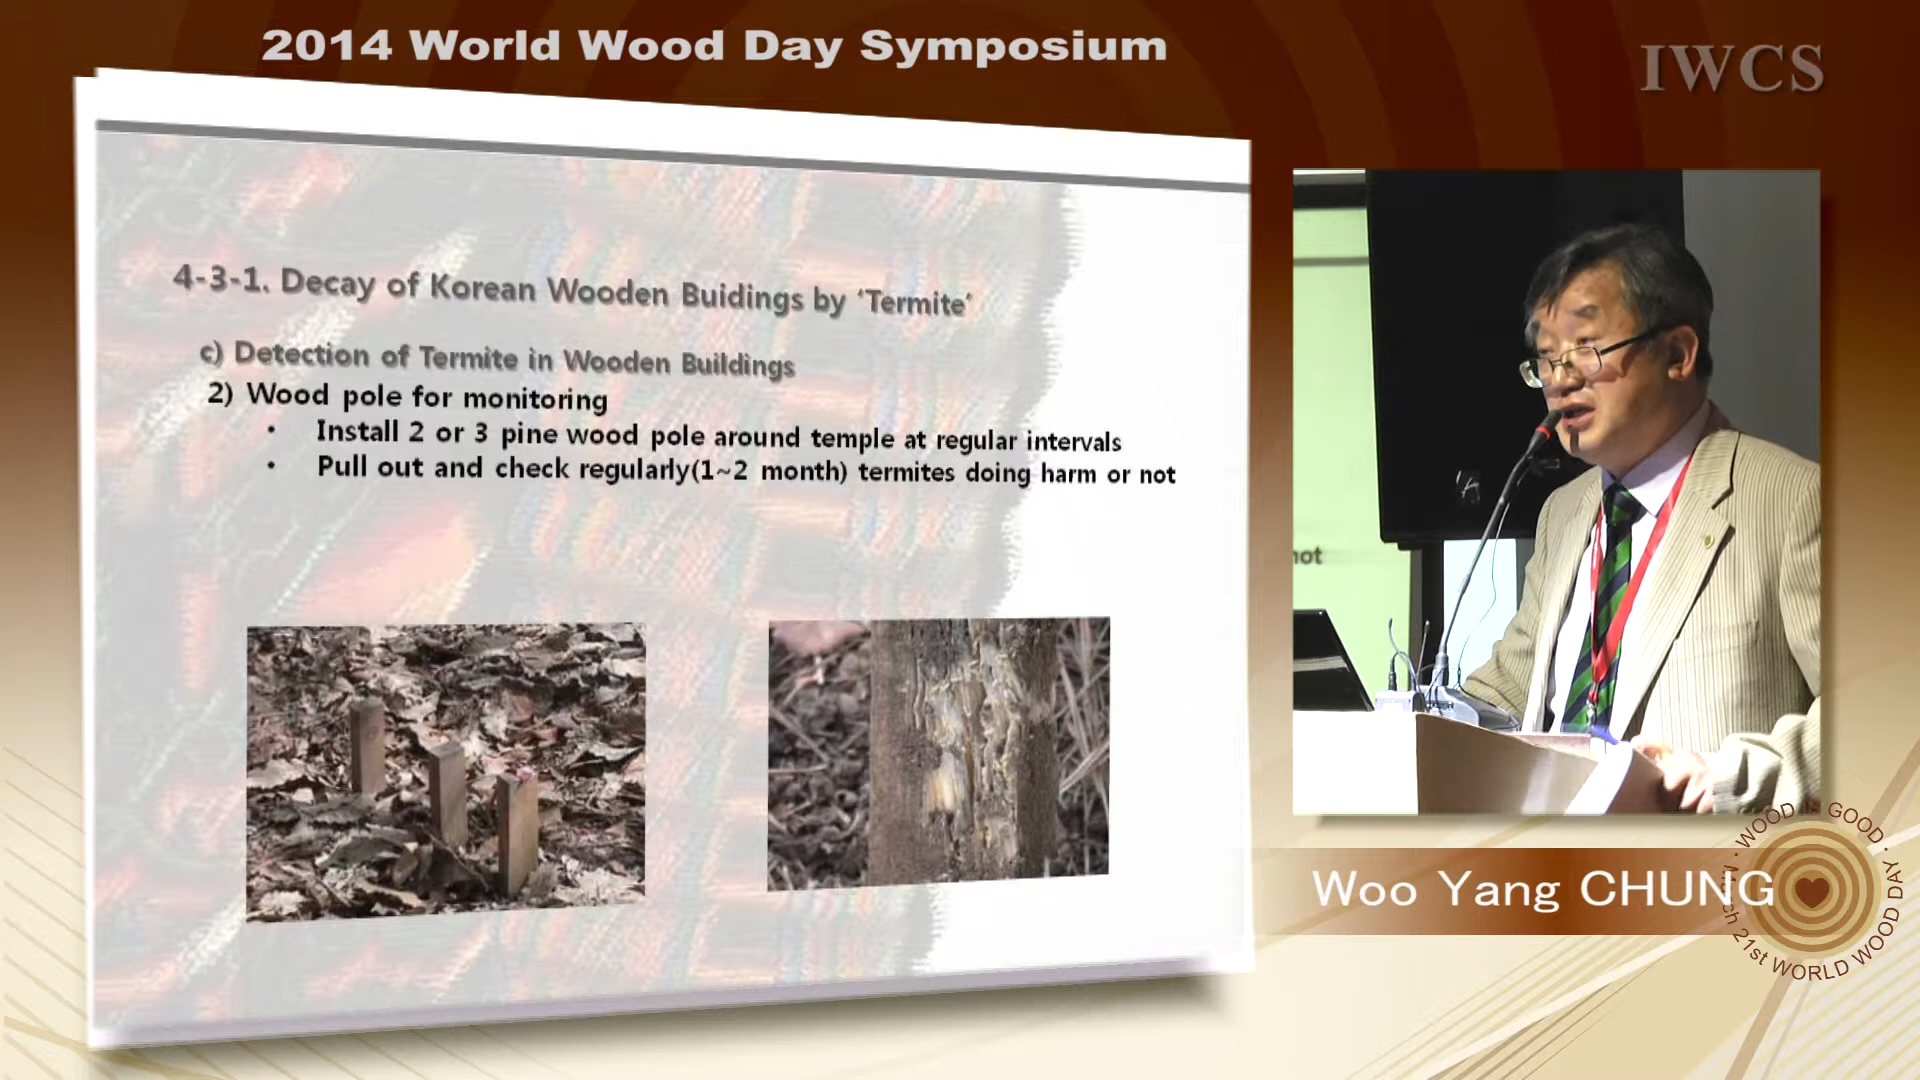 2014 World Wood Day Symposium
IWCS
4-3-1. Decay of Korean Wooden Buidings by ‘Termite’
c) Detection of Termite in Wooden Buildings
2) Wood pole for monitoring
• Install 2 or 3 pine wood pole around temple at regular intervals
• Pull out and check regularly(1~2 month) termites doing harm or not
not
Woo Yang CHUNG
· WOOD IS GOOD · March 21st WORLD WOOD DAY